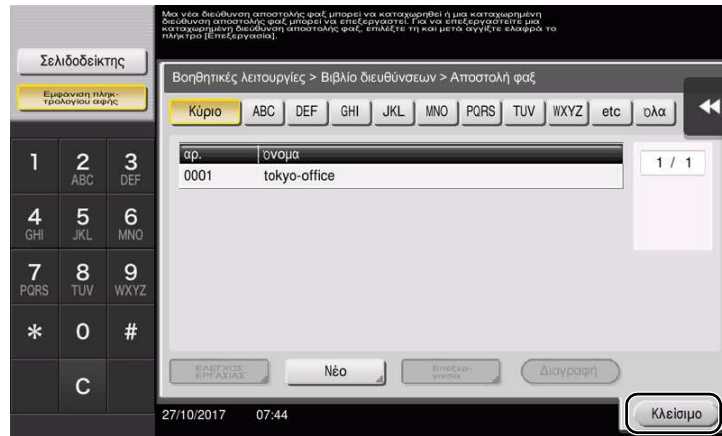 Μια νέα διεύθυνση αποστολής φαξ μπορεί να καταχωρηθεί ή μια καταχωρημένη
διεύθυνση αποστολής φαξ μπορεί να επεξεργαστεί. Για να επεξεργαστείτε μια
καταχωρημένη διεύθυνση αποστολής φαξ, επιλέξτε τη και μετά αγγίξτε ελαφρά το
πλήκτρο [Επεξεργασία].
Σελιδοδείκτης
Εμφάνιση πληκ-
τρολογίου αφής
Βοηθητικές λειτουργίες > Βιβλίο διευθύνσεων > Αποστολή φαξ
Κύριο ABC DEF GHI JKL MNO PQRS TUV WXYZ etc Όλα
αρ. Όνομα
0001 tokyo-office
1 / 1
1 2 3
ABC DEF
4 5 6
GHI JKL MNO
7 8 9
PQRS TUV WXYZ
* 0 #
C
ΕΛΕΓΧΟΣ
ΕΡΓΑΣΙΑΣ
Νέο
Επεξερ-
γασία
Διαγραφή
27/10/2017 07:44
Κλείσιμο